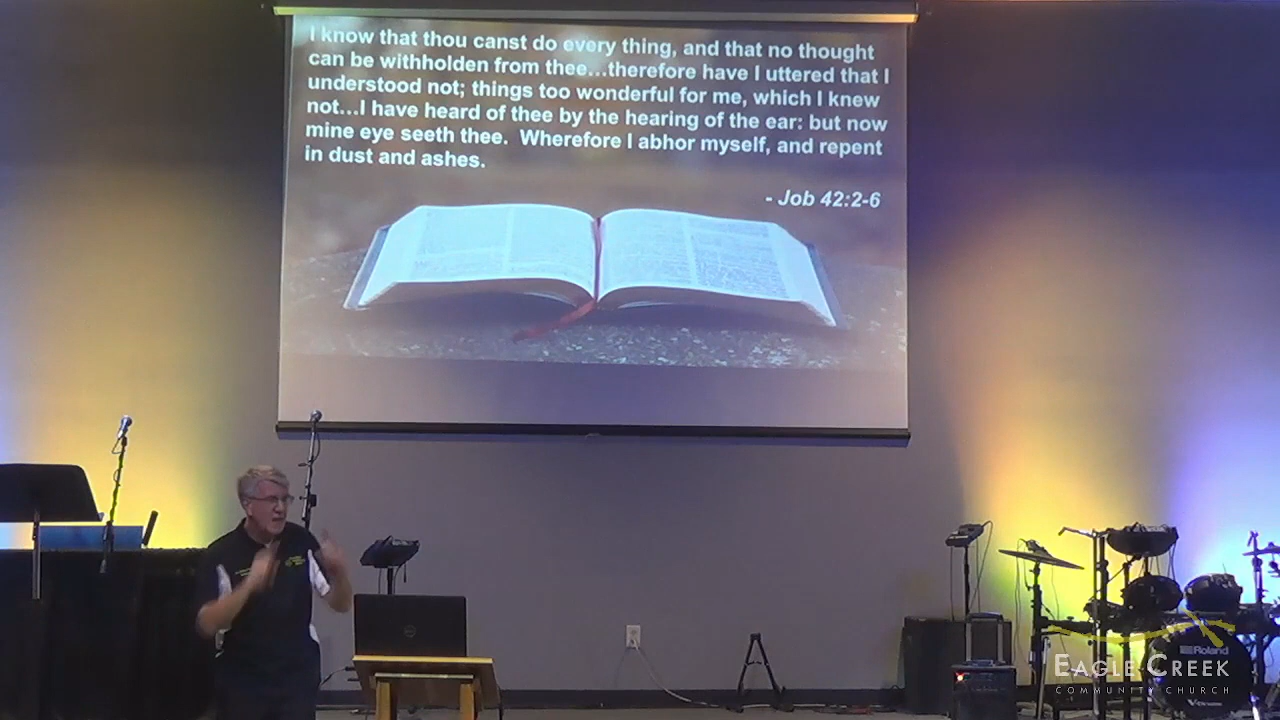 I know that thou canst do every thing, and that no thought
can be withholden from thee...therefore have I uttered that I
understood not; things too wonderful for me, which I knew
not...I have heard of thee by the hearing of the ear: but now
mine eye seeth thee.  Wherefore I abhor myself, and repent
in dust and ashes.
- Job 42:2-6
Roland
EAGLE CREEK
COMMUNITY CHURCH